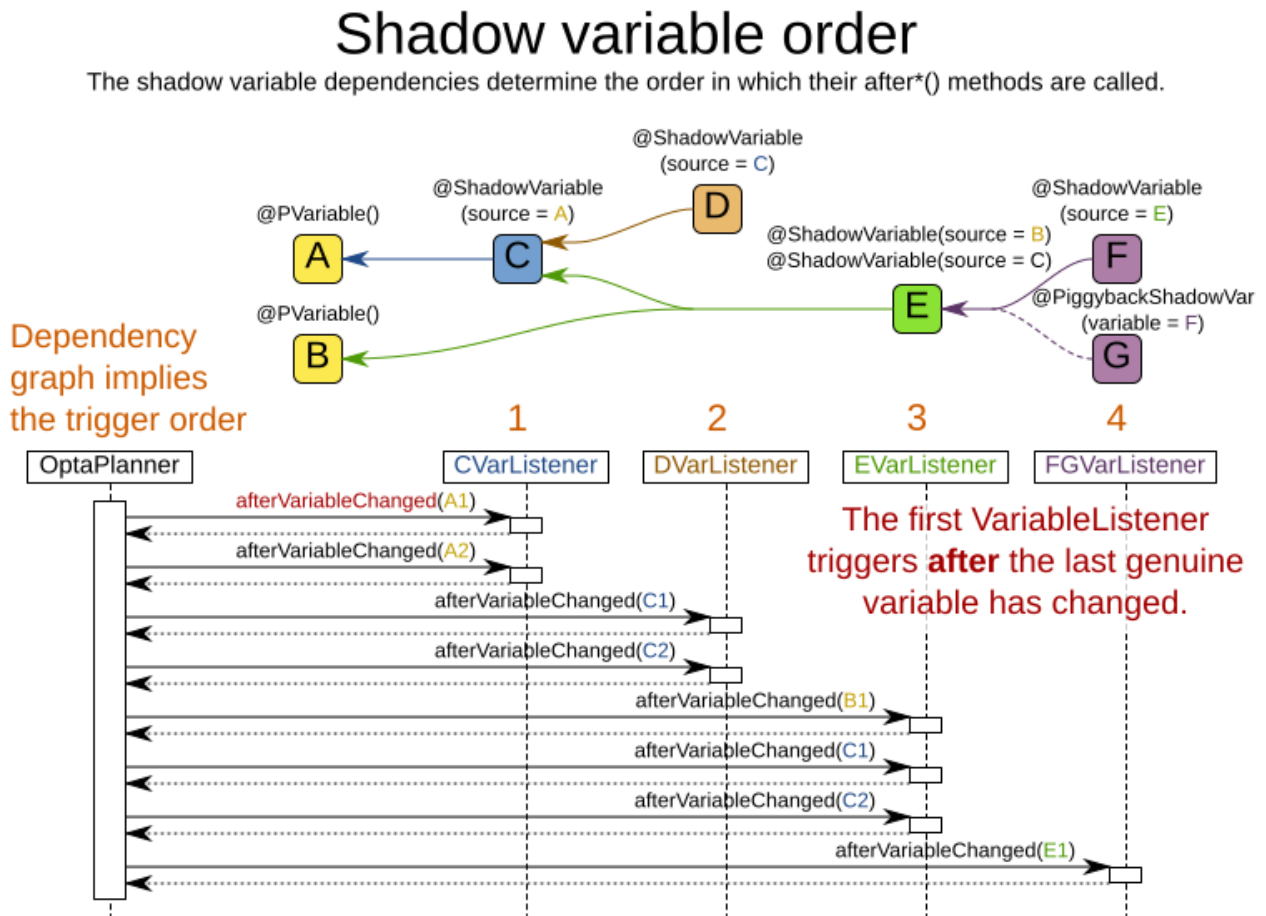 Shadow variable order
The shadow variable dependencies determine the order in which their after*() methods are called.
@ShadowVariable
(source = C)
D
@ShadowVariable
(source = A)
C
@PVariable()
A
@ShadowVariable
(source = E)
F
@ShadowVariable(source = B)
@ShadowVariable(source = C)
E
@PiggybackShadowVar
(variable = F)
G
@PVariable()
B
Dependency
graph implies
the trigger order
1
2
3
4
OptaPlanner
CVarListener
DVarListener
EVarListener
FGVarListener
afterVariableChanged(A1)
The first VariableListener
triggers after the last genuine
variable has changed.
afterVariableChanged(A2)
afterVariableChanged(C1)
afterVariableChanged(C2)
afterVariableChanged(B1)
afterVariableChanged(C1)
afterVariableChanged(C2)
afterVariableChanged(E1)